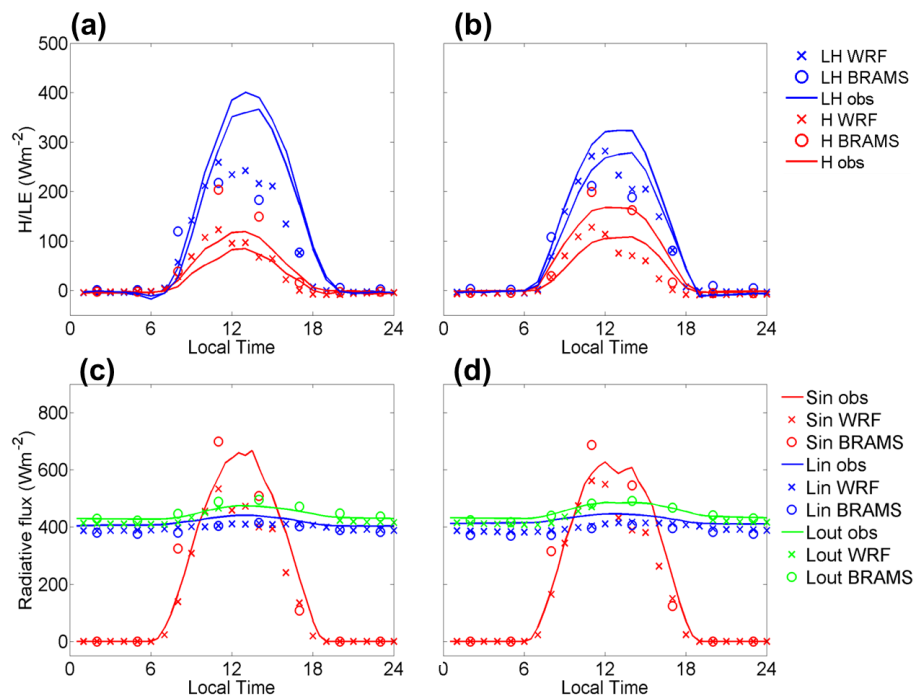 (a)
(b)
500
400
300
200
100
0
H/LE (Wm-2)
0 6 12 18 24
Local Time
0 6 12 18 24
Local Time
LH WRF
LH BRAMS
LH obs
H WRF
H BRAMS
H obs
(c)
(d)
800
600
400
200
0
Radiative flux (Wm-2)
0 6 12 18 24
Local Time
0 6 12 18 24
Local Time
Sin obs
Sin WRF
Sin BRAMS
Lin obs
Lin WRF
Lin BRAMS
Lout obs
Lout WRF
Lout BRAMS